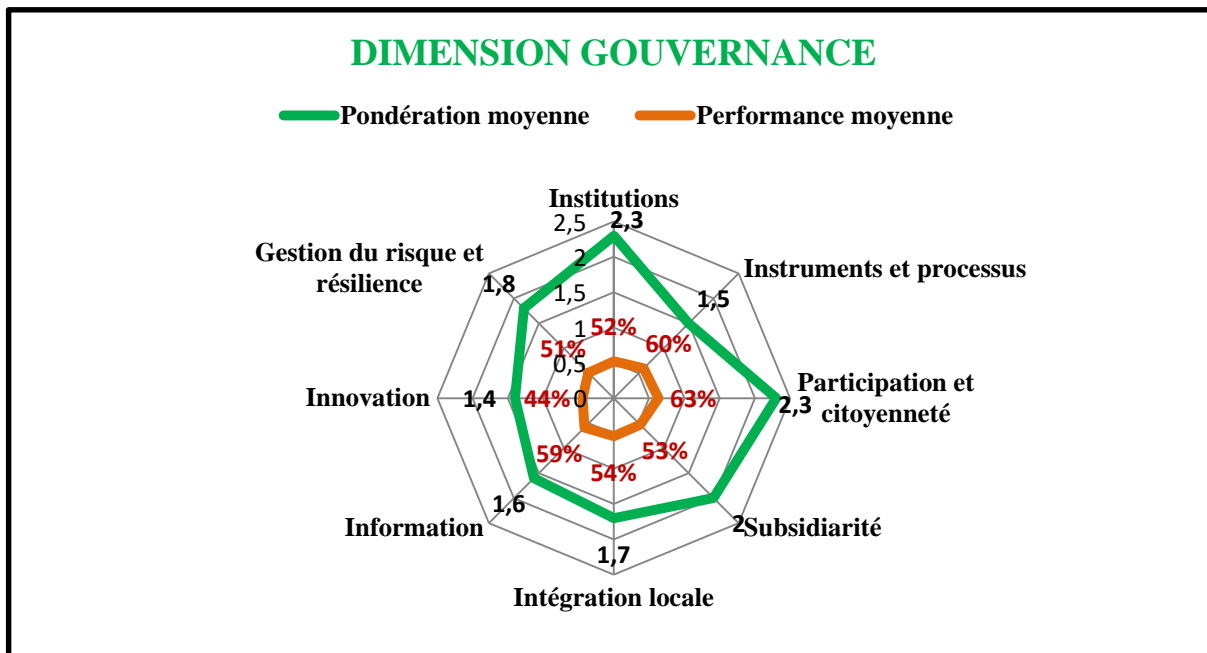 DIMENSION GOUVERNANCE
Pondération moyenne
Performance moyenne
Institutions
2,5
2,3
Gestion du risque et
résilience
1,8
2
Instruments et processus
1,5
1,5
1
52%
51%
60%
0,5
Innovation
1,4
44%
0
63%
Participation et
citoyenneté
2,3
59%
53%
54%
Information
1,6
2
Subsidiarité
1,7
Intégration locale